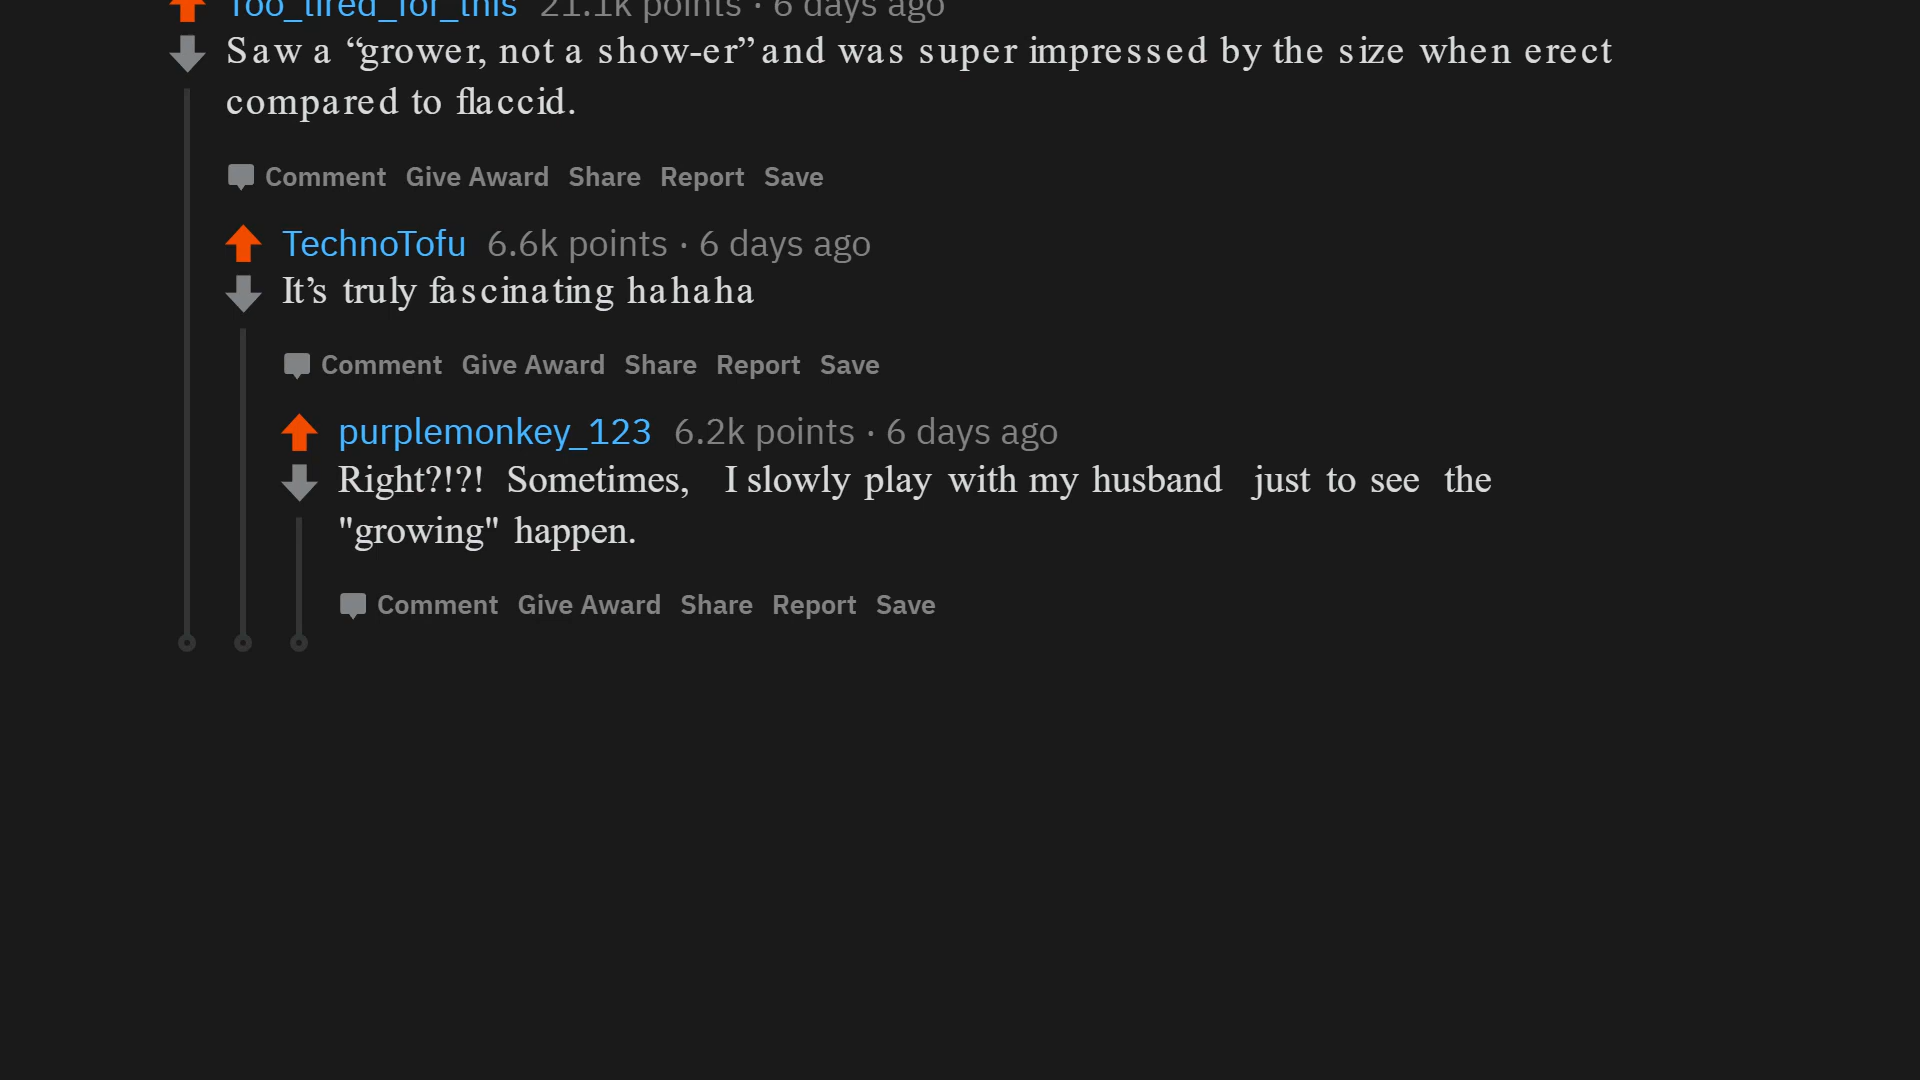 Too_tired_for_this 21.1k points · 6 days ago
Saw a “grower, not a show-er” and was super impressed by the size when erect
compared to flaccid.
Comment Give Award Share Report Save
TechnoTofu 6.6k points · 6 days ago
It’s truly fascinating hahaha
Comment Give Award Share Report Save
purplemonkey_123 6.2k points · 6 days ago
Right?!?! Sometimes, I slowly play with my husband just to see the
"growing" happen.
Comment Give Award Share Report Save